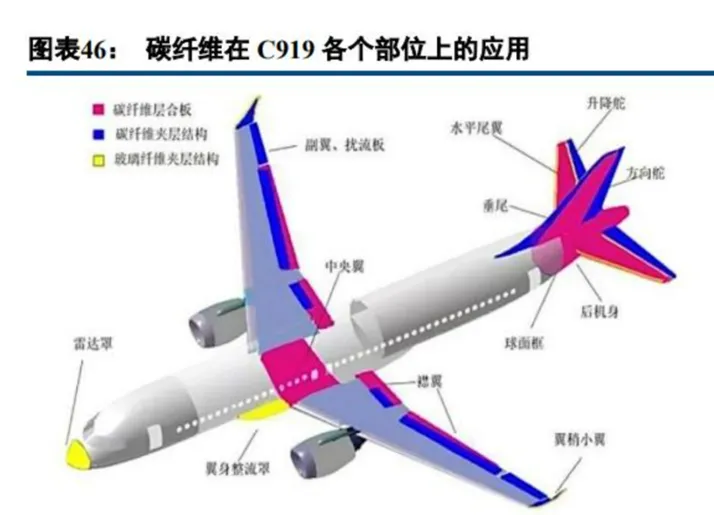 图表46： 碳纤维在 C919 各个部位上的应用
碳纤维层合板
碳纤维夹层结构
玻璃纤维夹层结构
副翼、扰流板
水平尾翼
升降舵
方向舵
垂尾
中央翼
后机身
球面框
雷达罩
襟翼
翼身整流罩
翼梢小翼